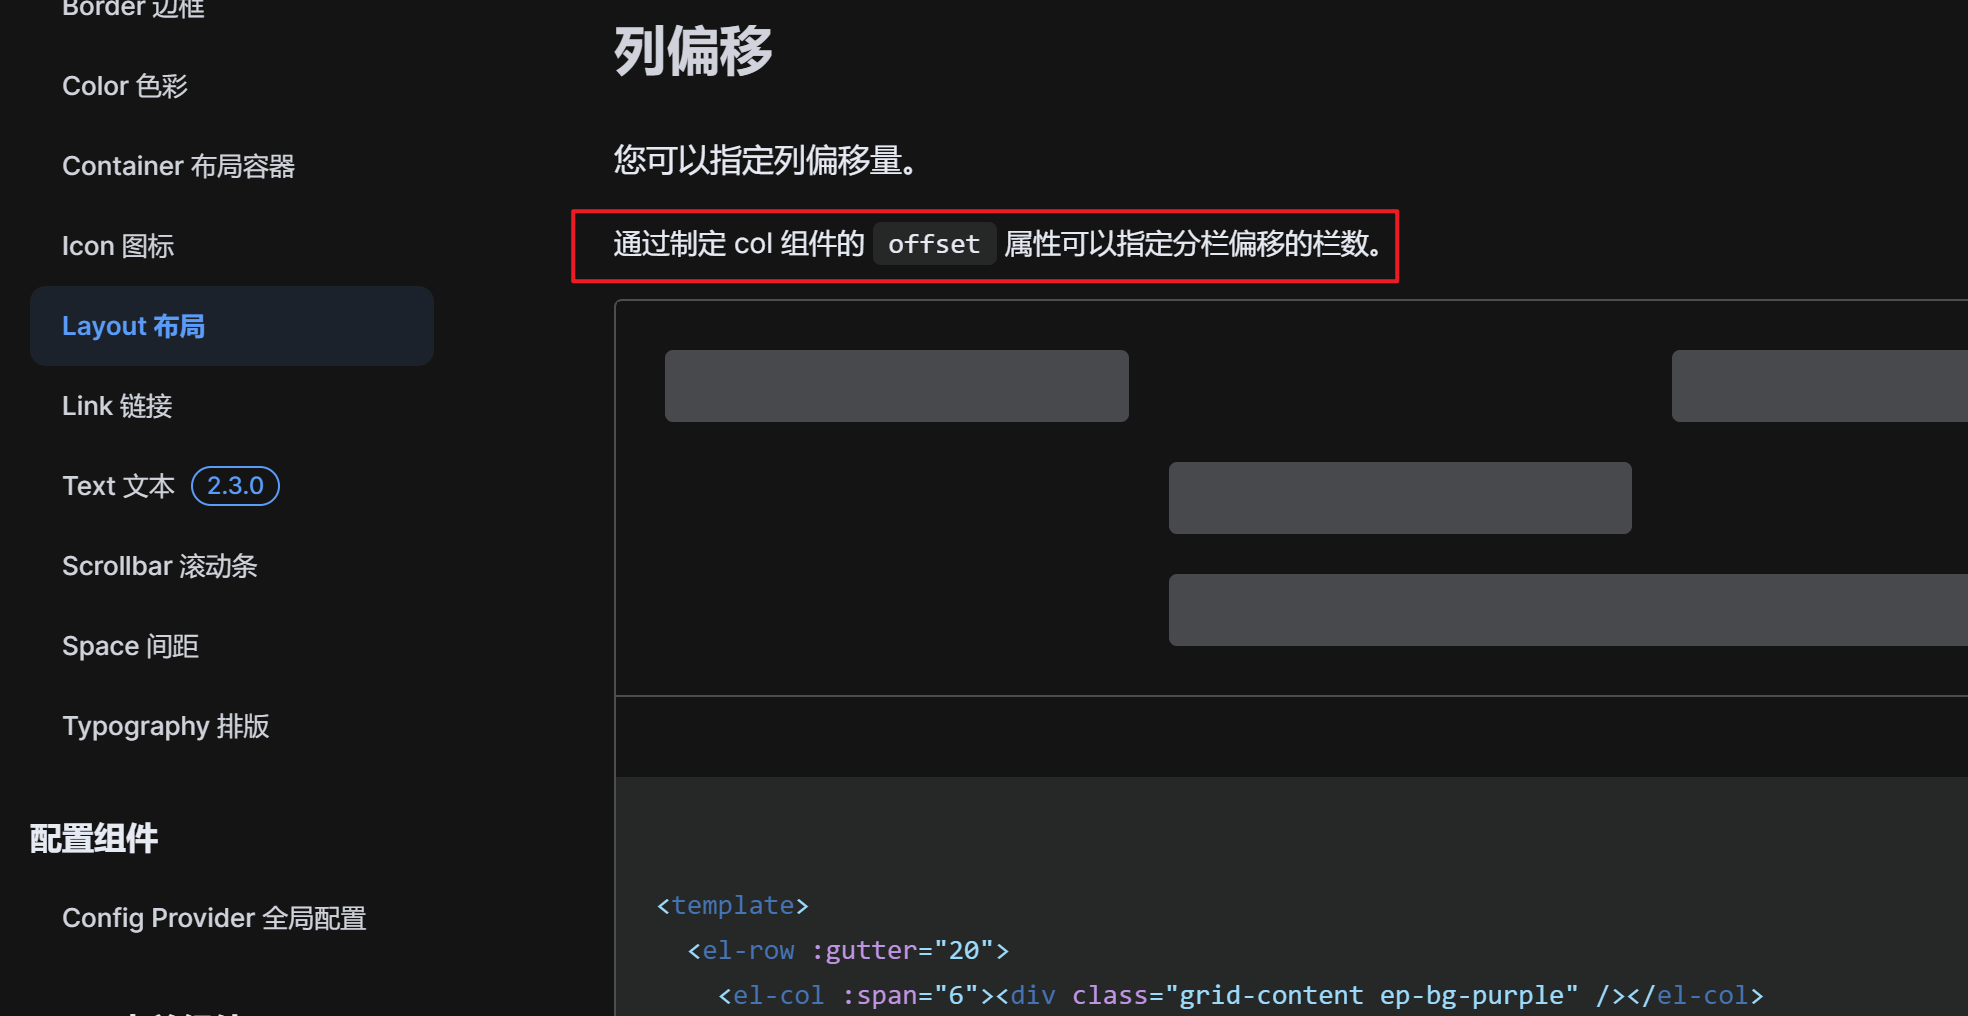 Border 边框
Color 色彩
Container 布局容器
Icon 图标
Layout 布局
Link 链接
Text 文本 2.3.0
Scrollbar 滚动条
Space 间距
Typography 排版
配置组件
Config Provider 全局配置
列偏移
您可以指定列偏移量。
通过制定 col 组件的 offset 属性可以指定分栏偏移的栏数。
<template>
<el-row :gutter="20">
<el-col :span="6"><div class="grid-content ep-bg-purple" /></el-col>